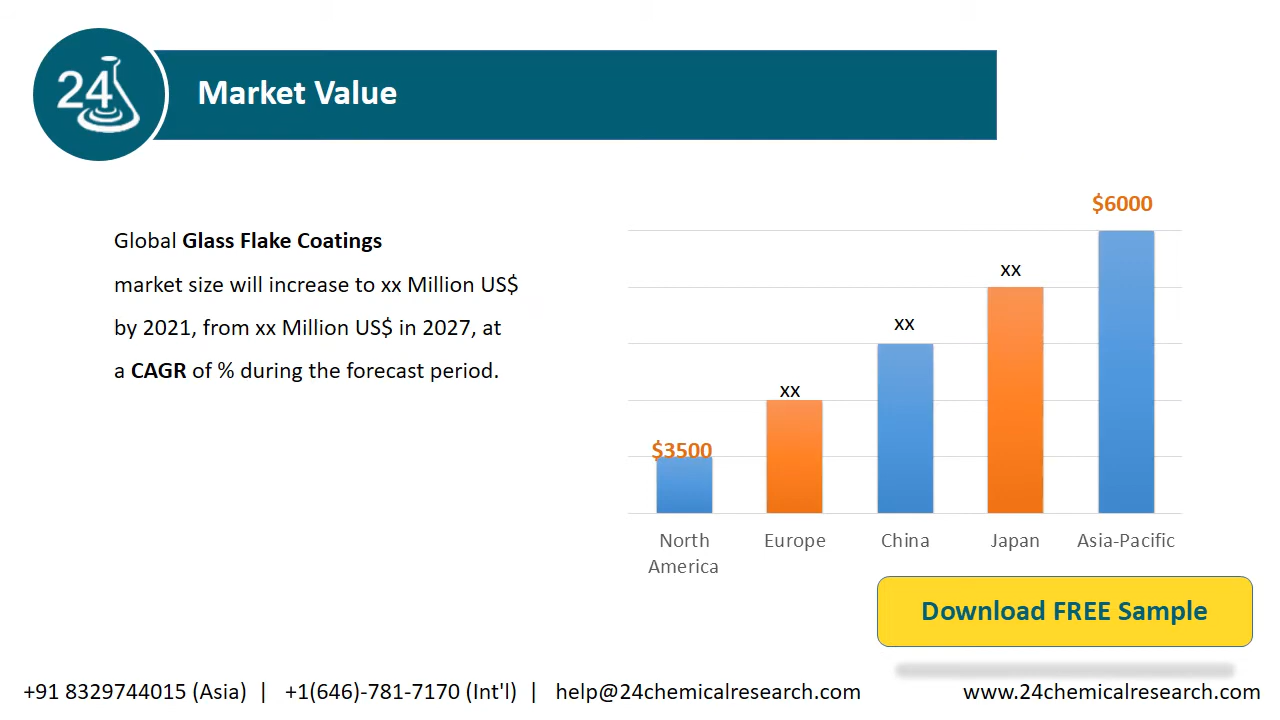 24
Market Value
Global Glass Flake Coatings
market size will increase to xx Million US$
by 2021, from xx Million US$ in 2027, at
a CAGR of % during the forecast period.
$6000
xx
xx
xx
$3500
North
America
Europe
China
Japan
Asia-Pacific
Download FREE Sample
+91 8329744015 (Asia) | +1(646)-781-7170 (Int'l) | help@24chemicalresearch.com
www.24chemicalresearch.com